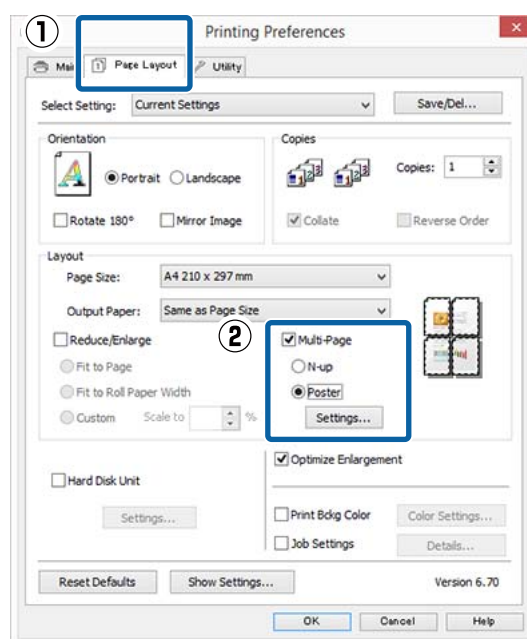 ①
Printing Preferences
Main Page Layout Utility
Select Setting: Current Settings Save/Del...
Orientation
Portrait Landscape
Rotate 180° Mirror Image
Copies
Copies: 1
Collate Reverse Order
Layout
Page Size: A4 210 x 297 mm
Output Paper: Same as Page Size
Reduce/Enlarge
Fit to Page
Fit to Roll Paper Width
Custom Scale to %
②
Multi-Page
N-up
Poster
Settings...
Optimize Enlargement
Hard Disk Unit
Settings...
Print Bckg Color Color Settings...
Job Settings Details...
Reset Defaults Show Settings... Version 6.70
OK Cancel Help